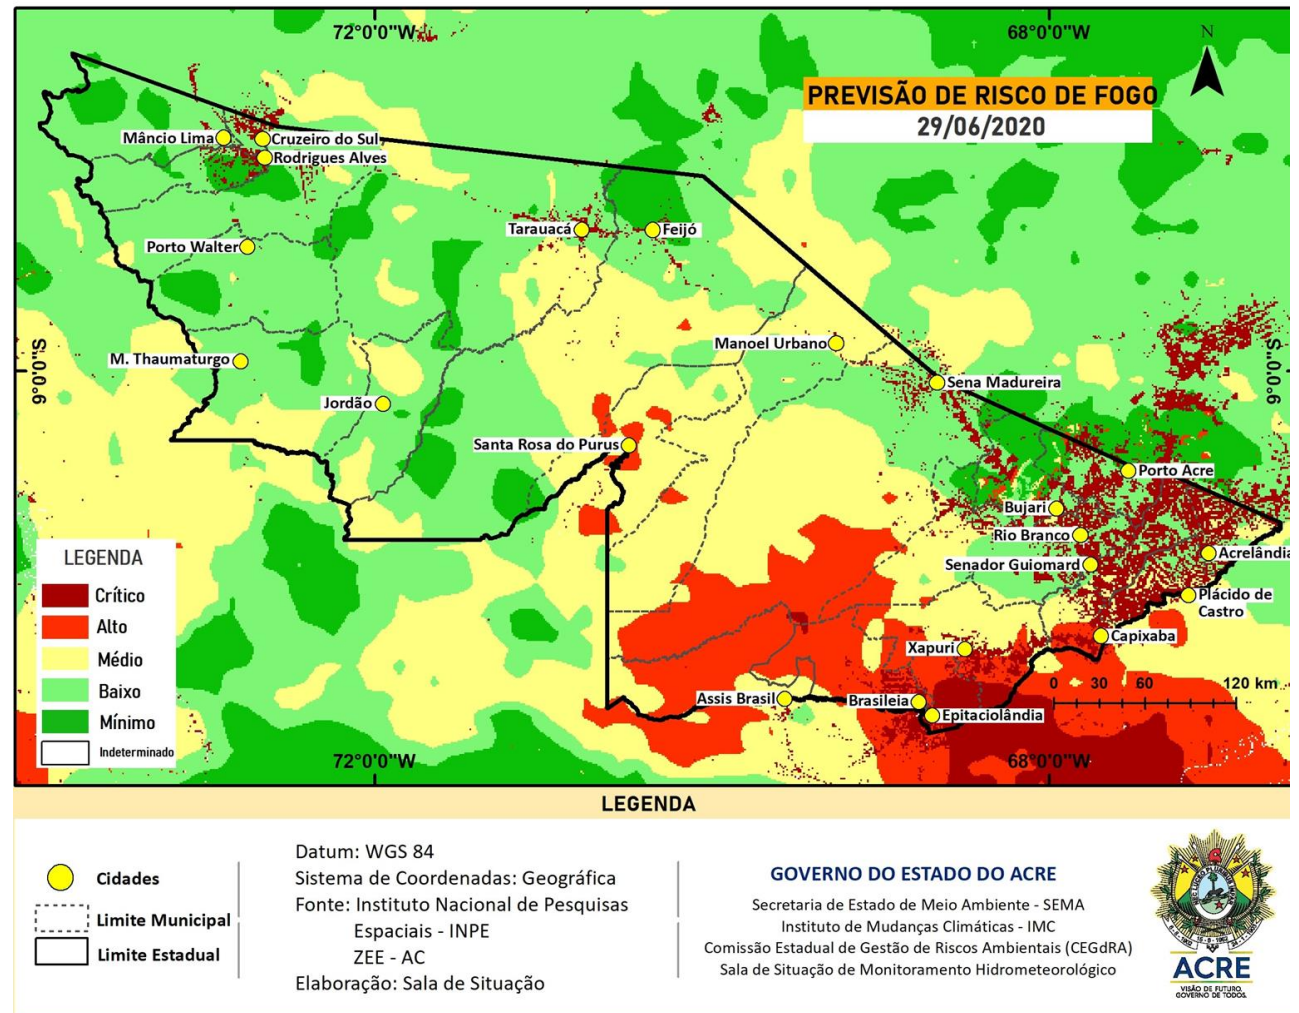 72°0'0"W
68°0'0"W
N
PREVISÃO DE RISCO DE FOGO
29/06/2020
Mâncio Lima
Cruzeiro do Sul
Rodrigues Alves
Tarauacá
Feijó
Porto Walter
Manoel Urbano
M. Thaumaturgo
9°0'0"S
9°0'0"S
Sena Madureira
Jordão
Santa Rosa do Purus
Porto Acre
Bujari
Rio Branco
Acrelândia
Senador Guiomard
Plácido de
Castro
Capixaba
Xapuri
Assis Brasil
Brasileia
Epitaciolândia
0 30 60 120 km
LEGENDA
Crítico
Alto
Médio
Baixo
Mínimo
Indeterminado
72°0'0"W
68°0'0"W
LEGENDA
Cidades
Limite Municipal
Limite Estadual
Datum: WGS 84
Sistema de Coordenadas: Geográfica
Fonte: Instituto Nacional de Pesquisas
Espaciais - INPE
ZEE - AC
Elaboração: Sala de Situação
GOVERNO DO ESTADO DO ACRE
Secretaria de Estado de Meio Ambiente - SEMA
Instituto de Mudanças Climáticas - IMC
Comissão Estadual de Gestão de Riscos Ambientais (CEGdRA)
Sala de Situação de Monitoramento Hidrometeorológico
ACRE
VISÃO DE FUTURO.
GOVERNO DE TODOS.